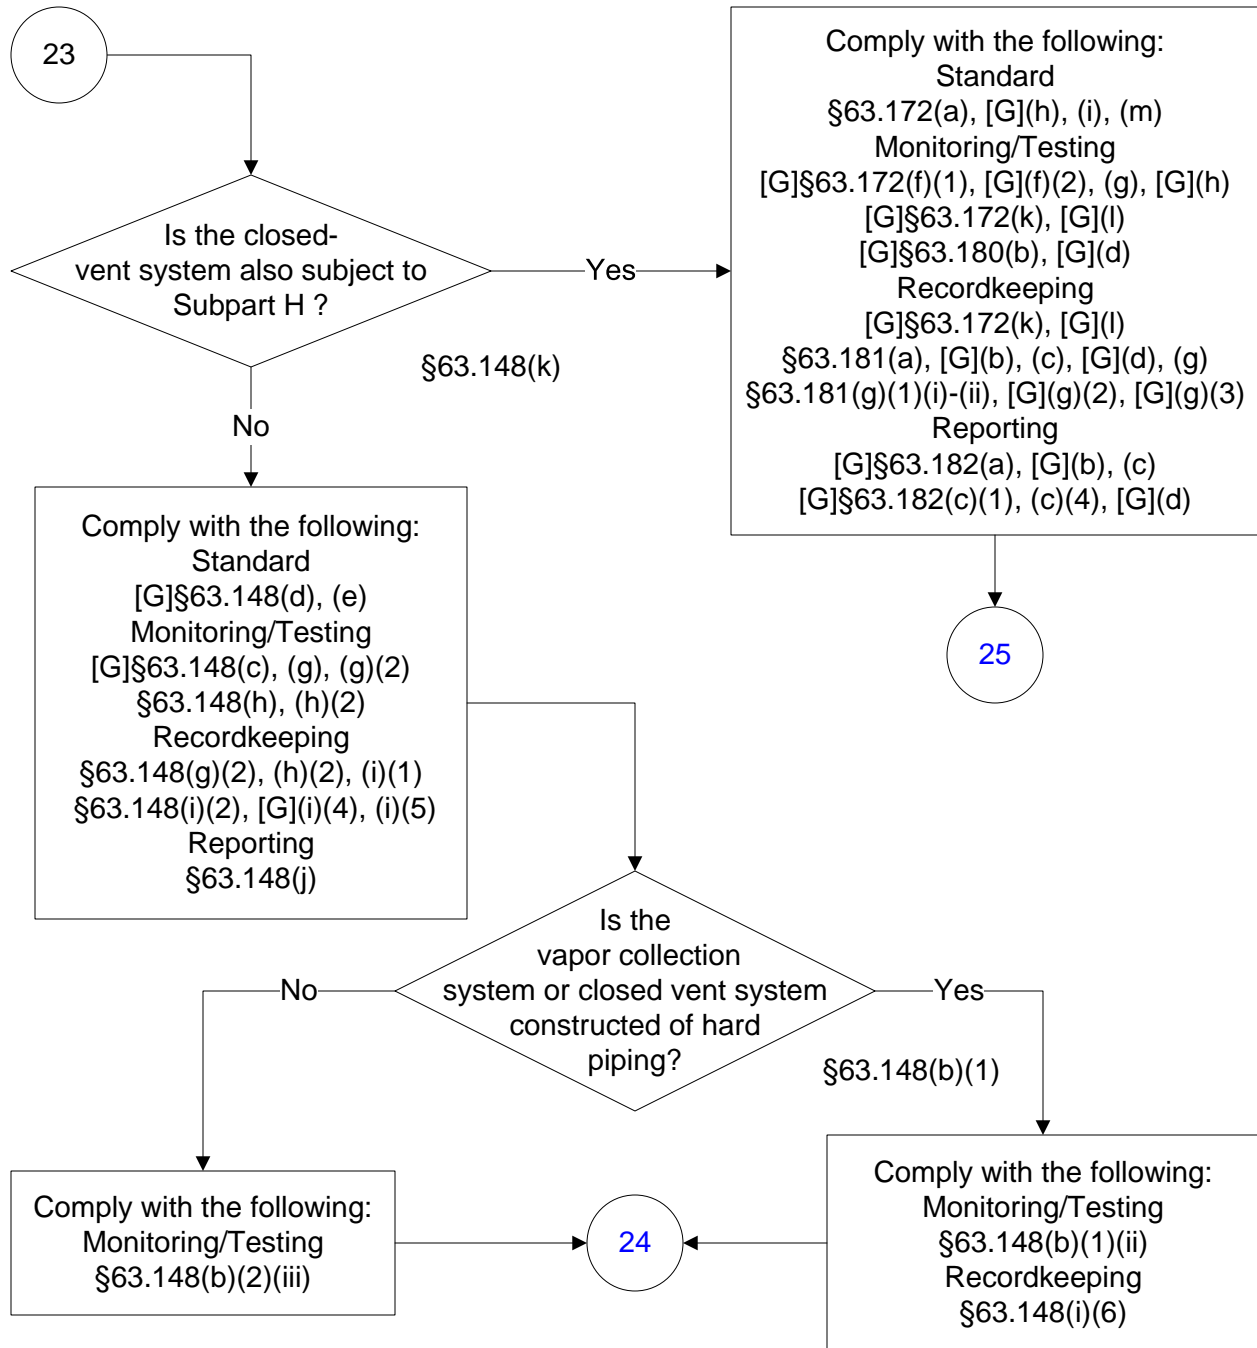 23
Is the closed-
vent system also subject to
Subpart H ?
Yes
§63.148(k)
No
Comply with the following:
Standard
§63.172(a), [G](h), (i), (m)
Monitoring/Testing
[G]§63.172(f)(1), [G](f)(2), (g), [G](h)
[G]§63.172(k), [G](l)
[G]§63.180(b), [G](d)
Recordkeeping
[G]§63.172(k), [G](l)
§63.181(a), [G](b), (c), [G](d), (g)
§63.181(g)(1)(i)-(ii), [G](g)(2), [G](g)(3)
Reporting
[G]§63.182(a), [G](b), (c)
[G]§63.182(c)(1), (c)(4), [G](d)
25
Comply with the following:
Standard
[G]§63.148(d), (e)
Monitoring/Testing
[G]§63.148(c), (g), (g)(2)
§63.148(h), (h)(2)
Recordkeeping
§63.148(g)(2), (h)(2), (i)(1)
§63.148(i)(2), [G](i)(4), (i)(5)
Reporting
§63.148(j)
Is the
vapor collection
system or closed vent system
constructed of hard
piping?
No
Yes
§63.148(b)(1)
Comply with the following:
Monitoring/Testing
§63.148(b)(2)(iii)
24
Comply with the following:
Monitoring/Testing
§63.148(b)(1)(ii)
Recordkeeping
§63.148(i)(6)